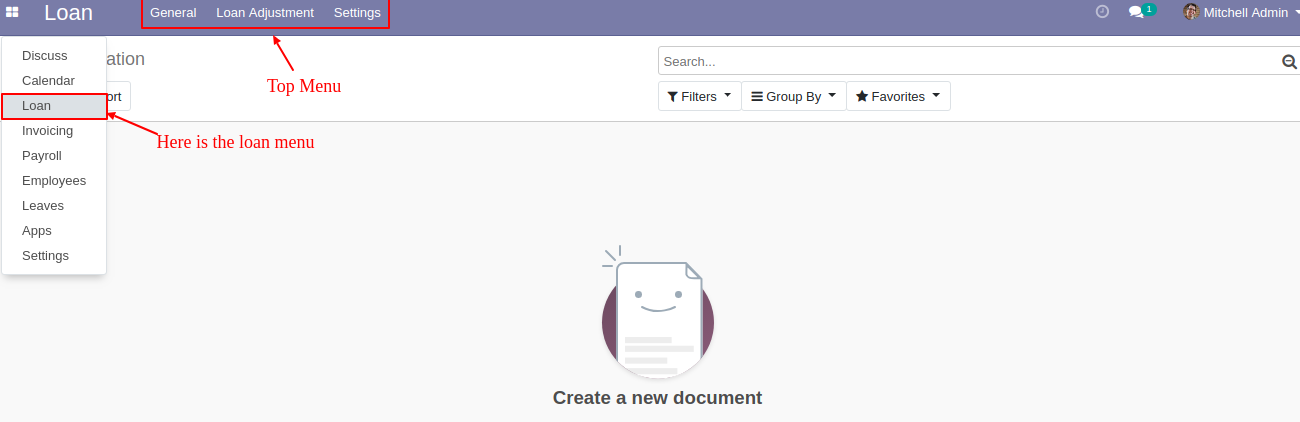 Loan General Loan Adjustment Settings 1 Mitchell Admin
Discuss
ation
Search...
Top Menu
Calendar
ort
Filters Group By Favorites
Loan
Here is the loan menu
Invoicing
Payroll
Employees
Leaves
Apps
Settings
Create a new document